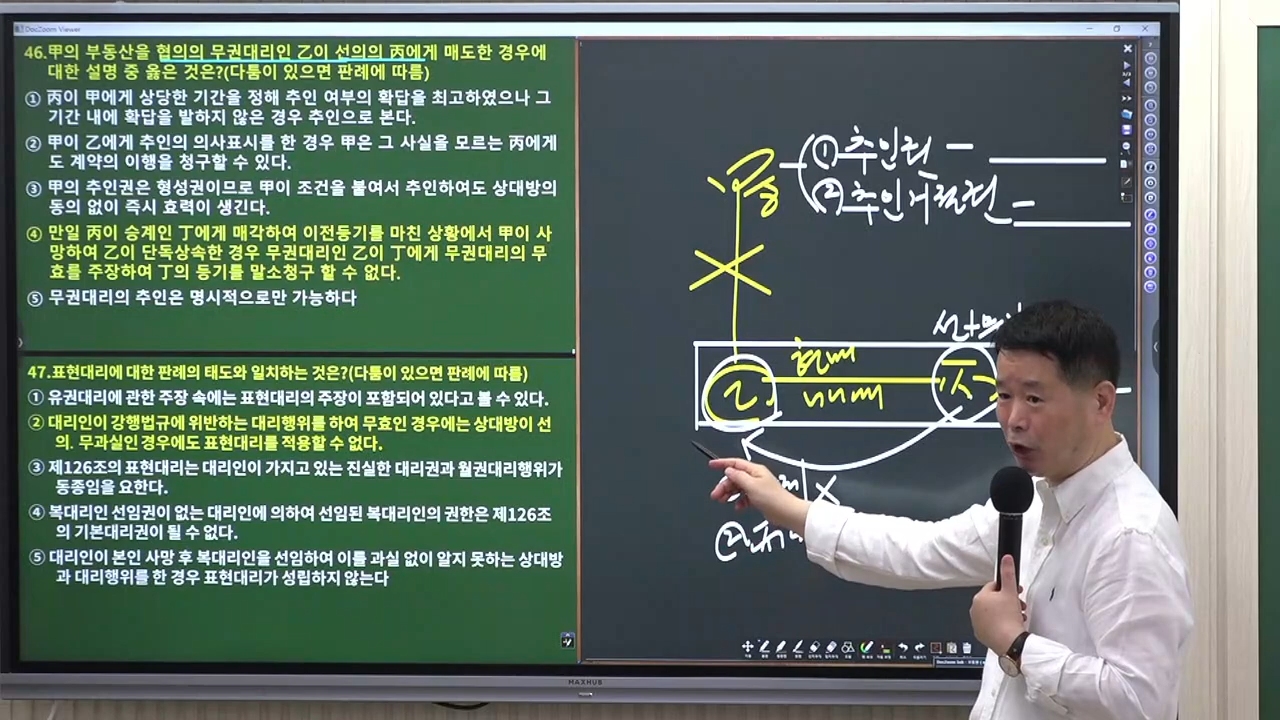 DocZoom Viewer
46.甲의 부동산을 협의의 무권대리인 乙이 선의의 丙에게 매도한 경우에
대한 설명 중 옳은 것은?(다툼이 있으면 판례에 따름)
① 丙이 甲에게 상당한 기간을 정해 추인 여부의 확답을 최고하였으나 그
기간 내에 확답을 발하지 않은 경우 추인으로 본다.
② 甲이 乙에게 추인의 의사표시를 한 경우 甲은 그 사실을 모르는 丙에게
도 계약의 이행을 청구할 수 있다.
③ 甲의 추인권은 형성권이므로 甲이 조건을 붙여서 추인하여도 상대방의
동의 없이 즉시 효력이 생긴다.
④ 만일 丙이 승계인 丁에게 매각하여 이전등기를 마친 상황에서 甲이 사
망하여 乙이 단독상속한 경우 무권대리인 乙이 丁에게 무권대리의 무
효를 주장하여 丁의 등기를 말소청구 할 수 없다.
⑤ 무권대리의 추인은 명시적으로만 가능하다
47.표현대리에 대한 판례의 태도와 일치하는 것은?(다툼이 있으면 판례에 따름)
① 유권대리에 관한 주장 속에는 표현대리의 주장이 포함되어 있다고 볼 수 있다.
② 대리인이 강행법규에 위반하는 대리행위를 하여 무효인 경우에는 상대방이 선
의. 무과실인 경우에도 표현대리를 적용할 수 없다.
③ 제126조의 표현대리는 대리인이 가지고 있는 진실한 대리권과 월권대리행위가
동종임을 요한다.
④ 복대리인 선임권이 없는 대리인에 의하여 선임된 복대리인의 권한은 제126조
의 기본대리권이 될 수 없다.
⑤ 대리인이 본인 사망 후 복대리인을 선임하여 이를 과실 없이 알지 못하는 상대방
과 대리행위를 한 경우 표현대리가 성립하지 않는다
① 추인권 –
② 추인거절권 –
乙
MAXHUB